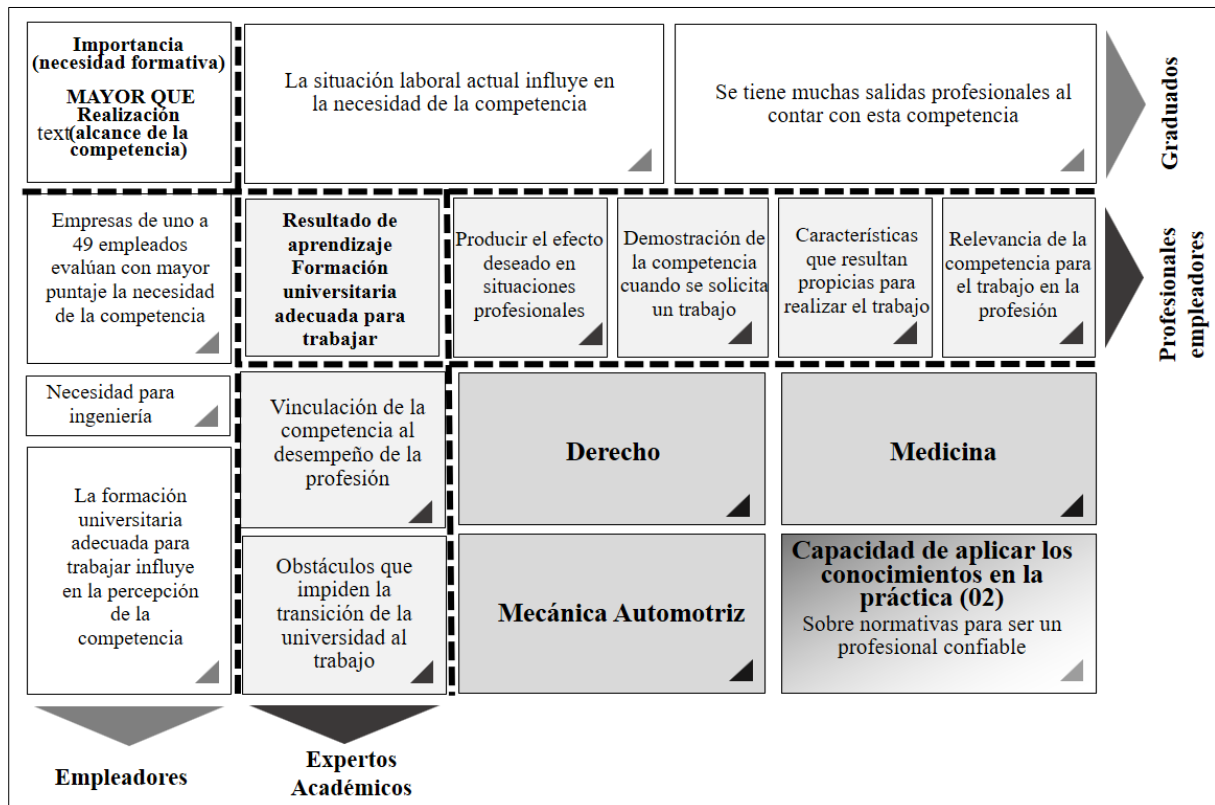 Importancia
(necesidad formativa)
MAYOR QUE
Realización
text(alcance de la
competencia)
La situación laboral actual influye en
la necesidad de la competencia
Se tiene muchas salidas profesionales al
contar con esta competencia
Graduados
Empresas de uno a
49 empleados
evalúan con mayor
puntaje la necesidad
de la competencia
Resultado de
aprendizaje
Formación
universitaria
adecuada para
trabajar
Producir el efecto
deseado en
situaciones
profesionales
Demostración de
la competencia
cuando se solicita
un trabajo
Características
que resultan
propicias para
realizar el trabajo
Relevancia de la
competencia para
el trabajo en la
profesión
Profesionales
empleadores
Necesidad para
ingeniería
La formación
universitaria
adecuada para
trabajar influye
en la percepción
de la
competencia
Vinculación de la
competencia al
desempeño de la
profesión
Derecho
Medicina
Obstáculos que
impiden la
transición de la
universidad al
trabajo
Mecánica Automotriz
Capacidad de aplicar los
conocimientos en la
práctica (02)
Sobre normativas para ser un
profesional confiable
Empleadores
Expertos
Académicos